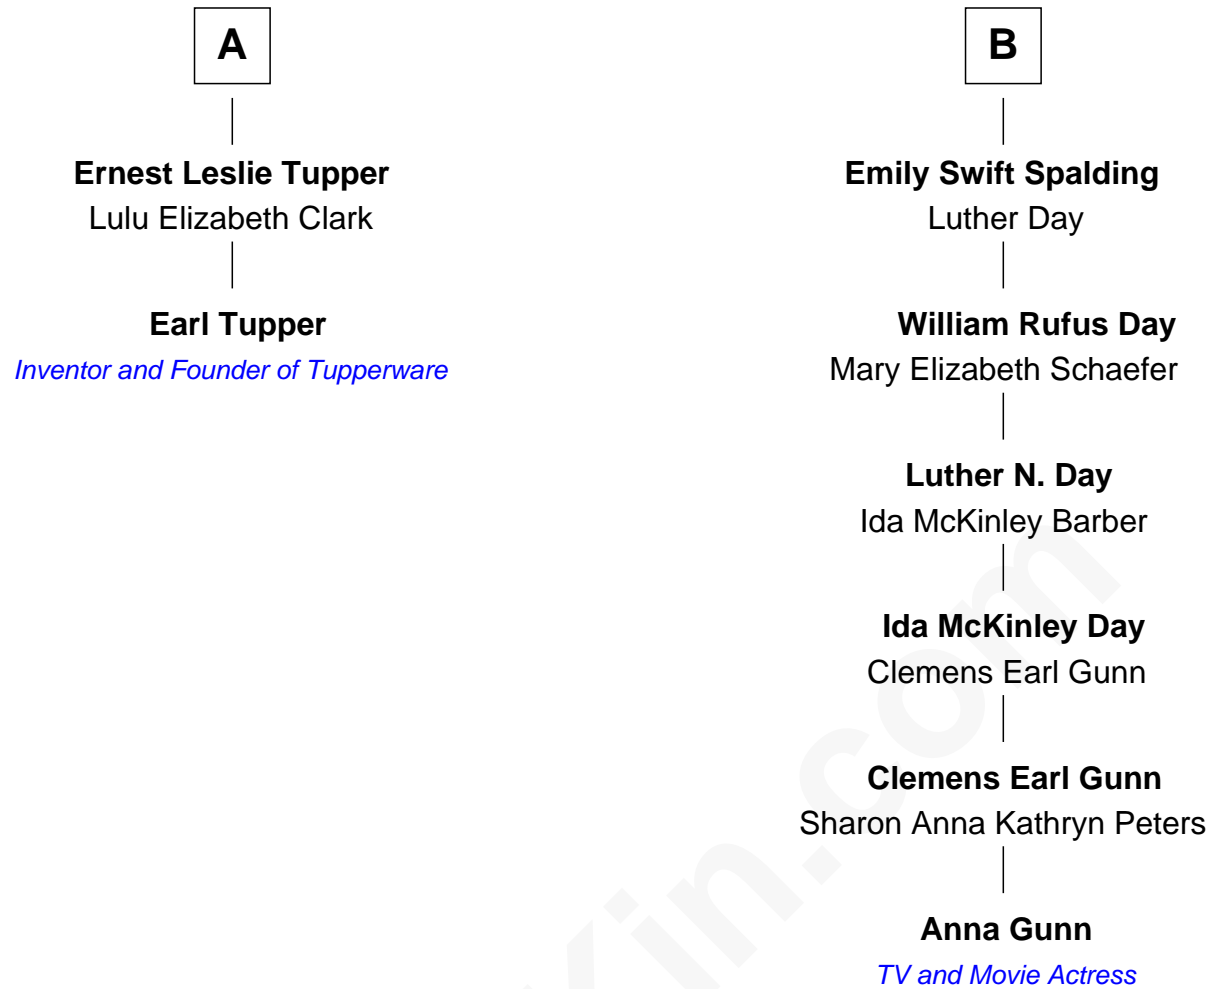 A
Ernest Leslie Tupper
Lulu Elizabeth Clark
Earl Tupper
Inventor and Founder of Tupperware
B
Emily Swift Spalding
Luther Day
William Rufus Day
Mary Elizabeth Schaefer
Luther N. Day
Ida McKinley Barber
Ida McKinley Day
Clemens Earl Gunn
Clemens Earl Gunn
Sharon Anna Kathryn Peters
Anna Gunn
TV and Movie Actress
Kin.com